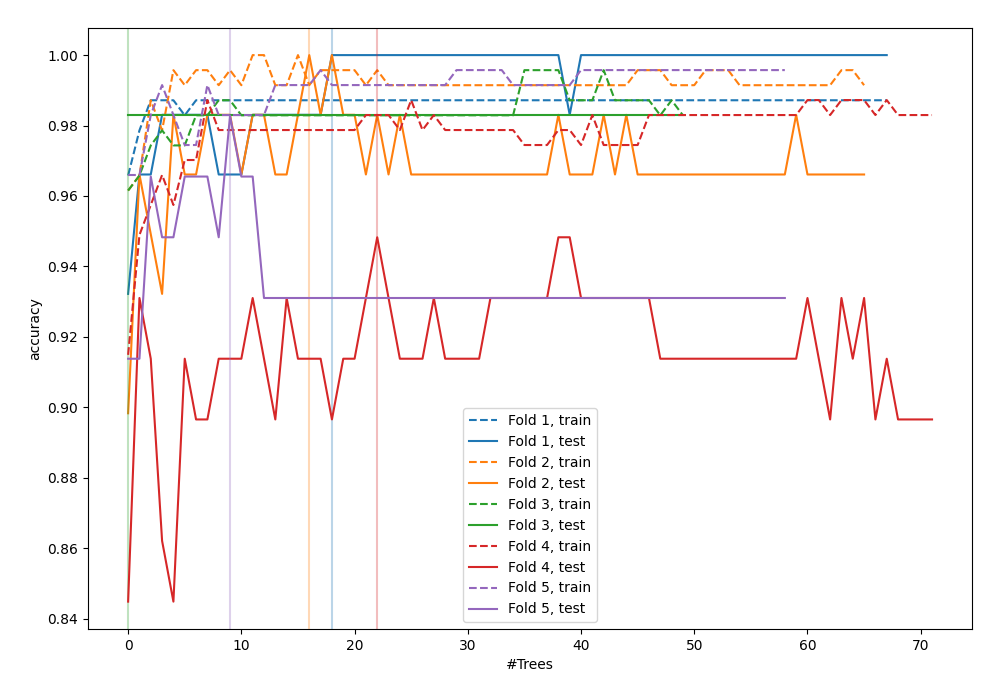 1.00
0.98
0.96
0.94
0.92
0.90
0.88
0.86
0.84
accuracy
Fold 1, train
Fold 1, test
Fold 2, train
Fold 2, test
Fold 3, train
Fold 3, test
Fold 4, train
Fold 4, test
Fold 5, train
Fold 5, test
0 10 20 30 40 50 60 70
#Trees